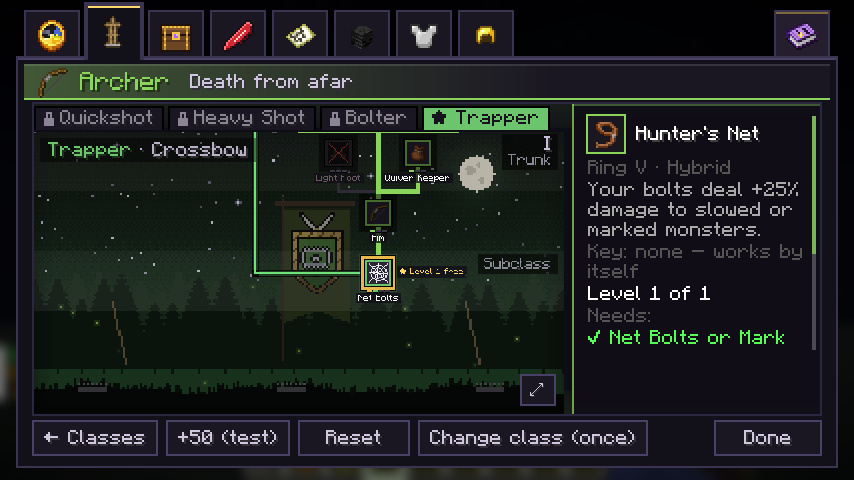 Archer Death from afar
Quickshot
Heavy Shot
Bolter
Trapper
Trapper · Crossbow
I
Trunk
Light Foot
Quiver Keeper
Aim
Subclass
Level 1 free
Net Bolts
Hunter's Net
Ring V · Hybrid
Your bolts deal +25%
damage to slowed or
marked monsters.
Key: none — works by
itself
Level 1 of 1
Needs:
✓ Net Bolts or Mark
← Classes
+50 (test)
Reset
Change class (once)
Done